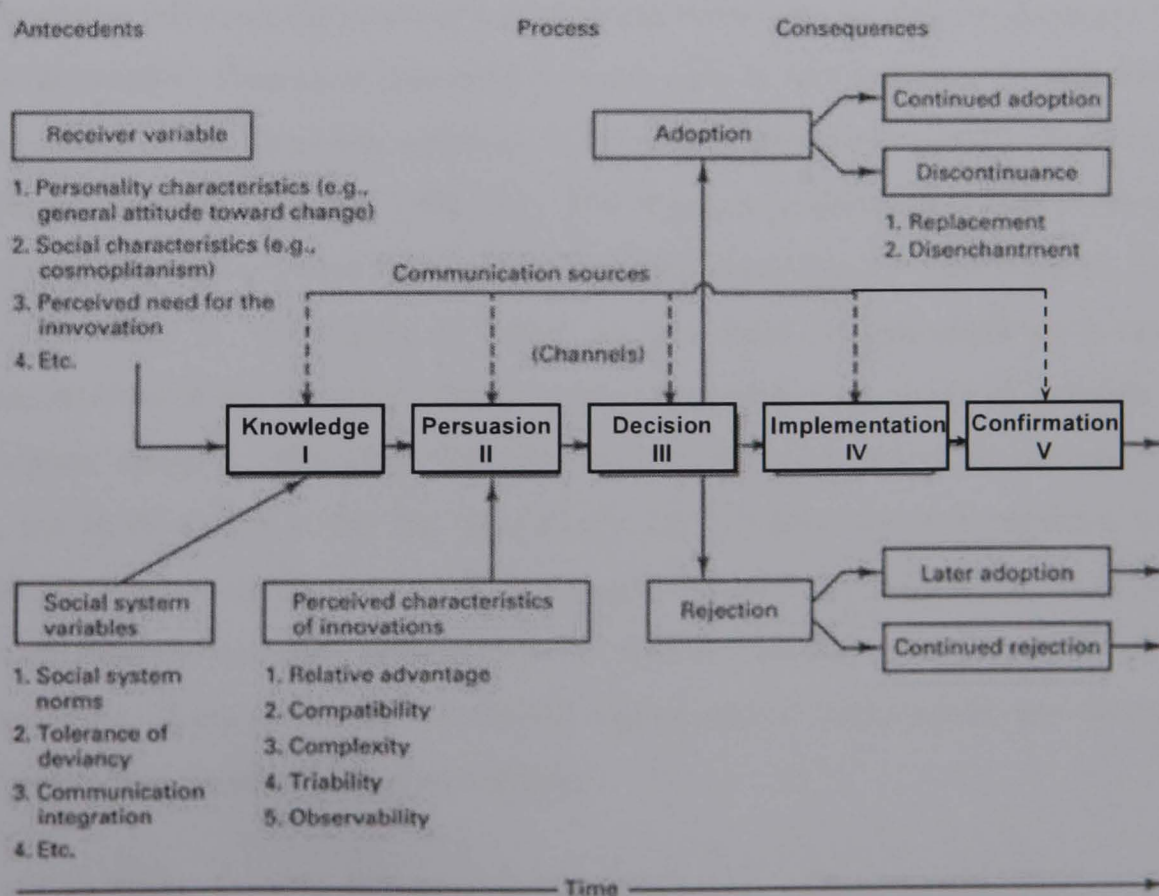 Antecedents
Process
Consequences
Receiver variable
1. Personality characteristics (e.g.,
general attitude toward change)
2. Social characteristics (e.g.,
cosmoplitanism)
3. Perceived need for the
innvovation
4. Etc.
Adoption
Continued adoption
Discontinuance
1. Replacement
2. Disenchantment
Communication sources
(Channels)
Knowledge
I
Persuasion
II
Decision
III
Implementation
IV
Confirmation
V
Social system
variables
1. Social system
norms
2. Tolerance of
deviancy
3. Communication
integration
4. Etc.
Perceived characteristics
of innovations
1. Relative advantage
2. Compatibility
3. Complexity
4. Triability
5. Observability
Rejection
Later adoption
Continued rejection
Time